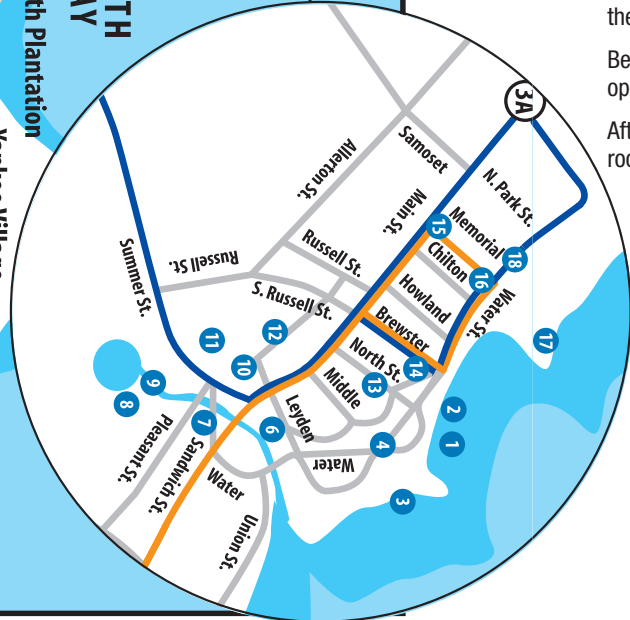 TH
AY
th Plantation
the
Be
op
Aft
roo
3A
Samoset
Allerton St.
N. Park St.
Main St.
Memorial
15
18
Chilton
16
Russell St.
Russell St.
Summer St.
S. Russell St.
Howland
Water St.
17
Brewster
11
12
North St.
14
10
Middle
13
9
8
2
Leyden
7
6
4
1
Pleasant St.
Sandwich St.
Water
Water
3
Union St.